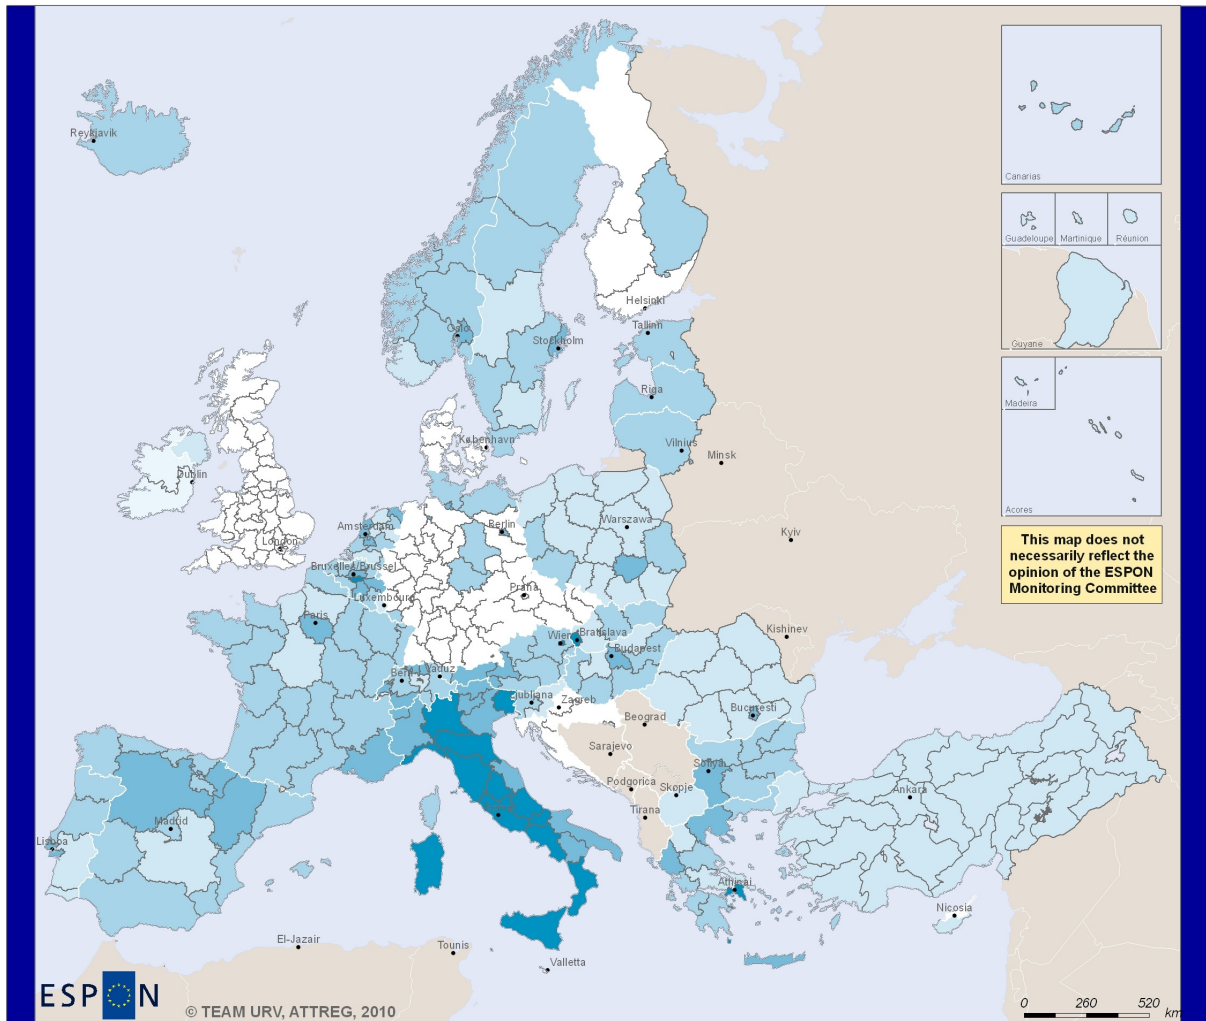 Reykjavik
Canarias
Guadeloupe
Martinique
Réunion
Guyane
Helsinki
Oslo
Tallinn
Stockholm
Madeira
Riga
København
Vilnius
Minsk
Dublin
Acores
Amsterdam
Berlin
Warszawa
London
Kyiv
This map does not
necessarily reflect the
opinion of the ESPON
Monitoring Committee
Bruxelles/Brussel
Praha
Luxembourg
Paris
Kishinev
Wien
Bratislava
Budapest
Bern
Vaduz
Ljubljana
Zagreb
Bucuresti
Beograd
Sarajevo
Sofiya
Podgorica
Skopje
Ankara
Tirana
Madrid
Lisboa
Athinai
Nicosia
El-Jazair
Tounis
Valletta
ESPON
© TEAM URV, ATTREG, 2010
0 260 520
km